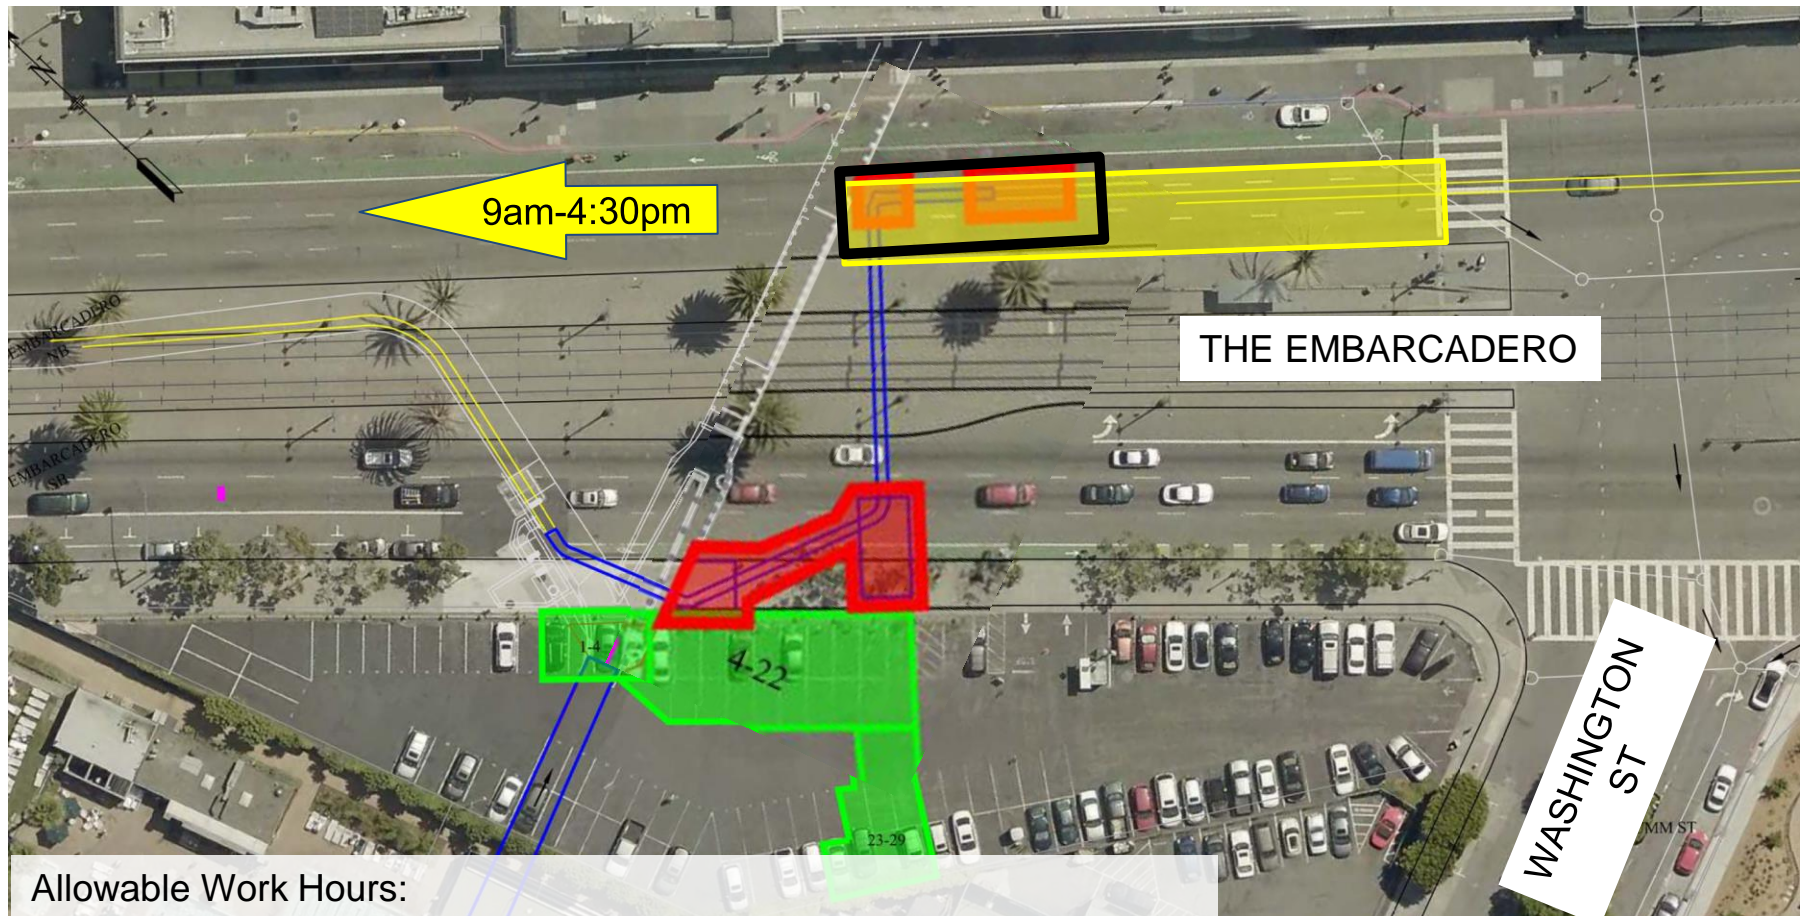 N
9am-4:30pm
EMBARCADERO
NB
THE EMBARCADERO
EMBARCADERO
SB
1-4
4-22
23-29
WASHINGTON
ST
MM ST
Allowable Work Hours: